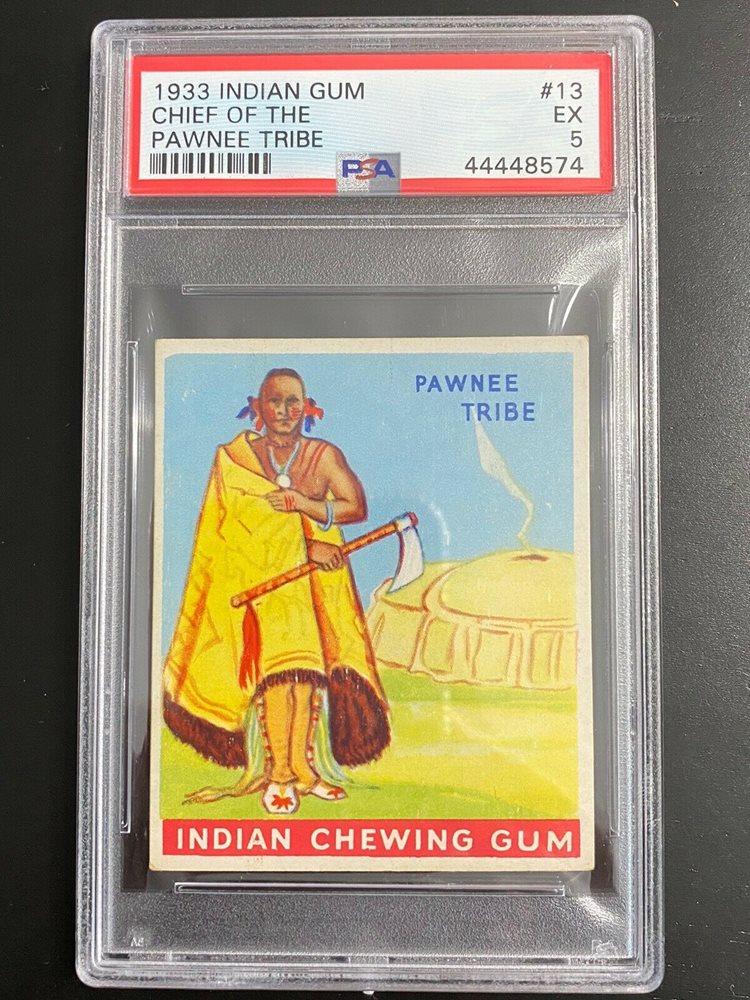 1933 INDIAN GUM #13
CHIEF OF THE EX
PAWNEE TRIBE 5
PSA 44448574
PAWNEE
TRIBE
INDIAN CHEWING GUM